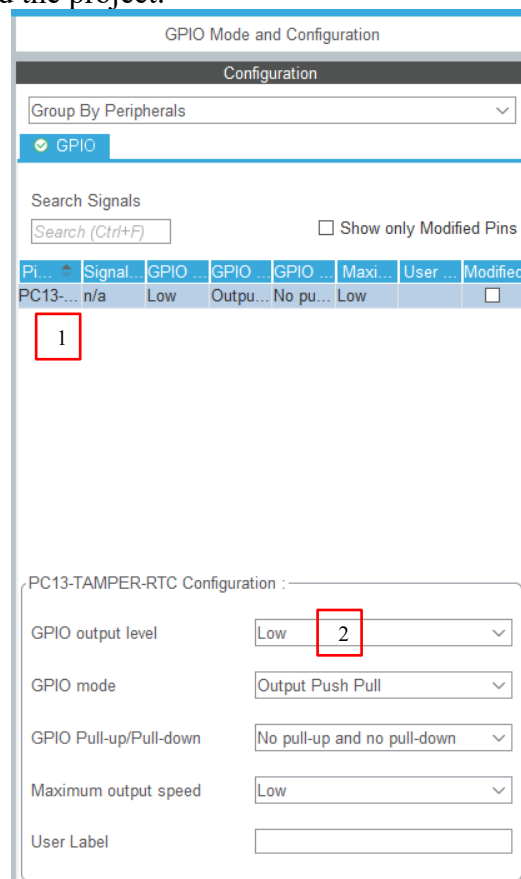 d the project.
GPIO Mode and Configuration
Configuration
Group By Peripherals
GPIO
Search Signals
Search (Ctrl+F)
Show only Modified Pins
Pi... Signal... GPIO ... GPIO ... GPIO ... Maxi... User ... Modified
PC13-... n/a Low Outpu... No pu... Low
1
PC13-TAMPER-RTC Configuration :
GPIO output level Low 2
GPIO mode Output Push Pull
GPIO Pull-up/Pull-down No pull-up and no pull-down
Maximum output speed Low
User Label